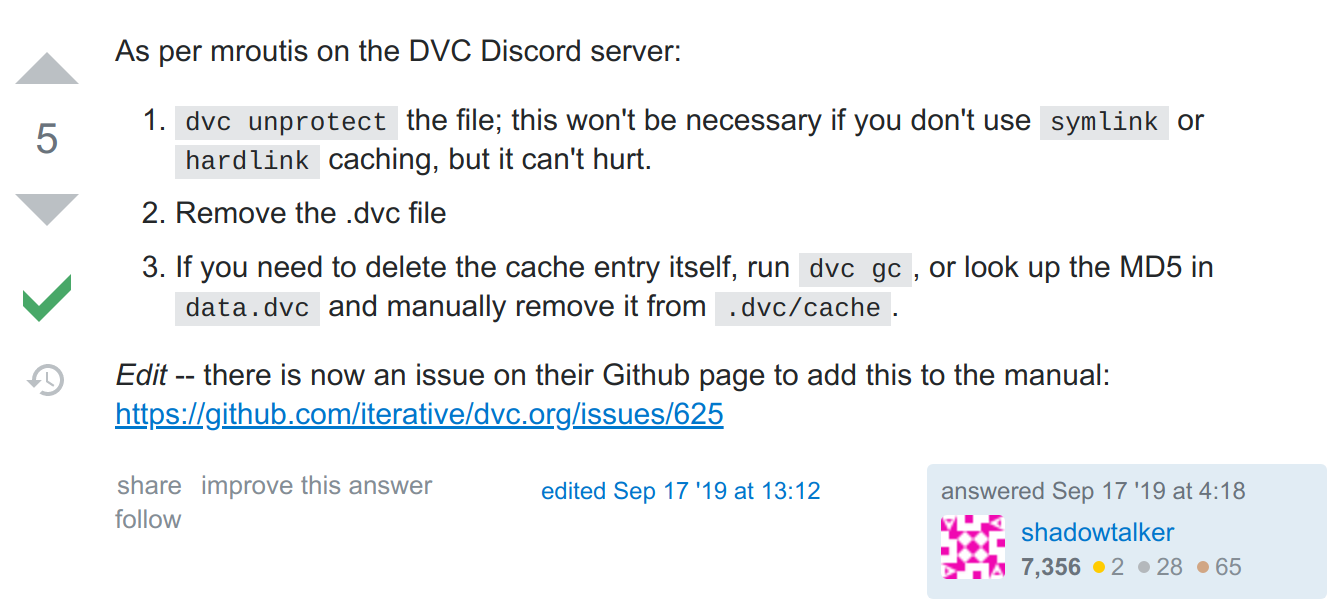 As per mroutis on the DVC Discord server:
5
1. dvc unprotect the file; this won't be necessary if you don't use symlink or
hardlink caching, but it can't hurt.
2. Remove the .dvc file
3. If you need to delete the cache entry itself, run dvc gc, or look up the MD5 in
data.dvc and manually remove it from .dvc/cache.
Edit -- there is now an issue on their Github page to add this to the manual:
https://github.com/iterative/dvc.org/issues/625
share improve this answer
follow
edited Sep 17 '19 at 13:12
answered Sep 17 '19 at 4:18
shadowtalker
7,356 ●2 ●28 ●65